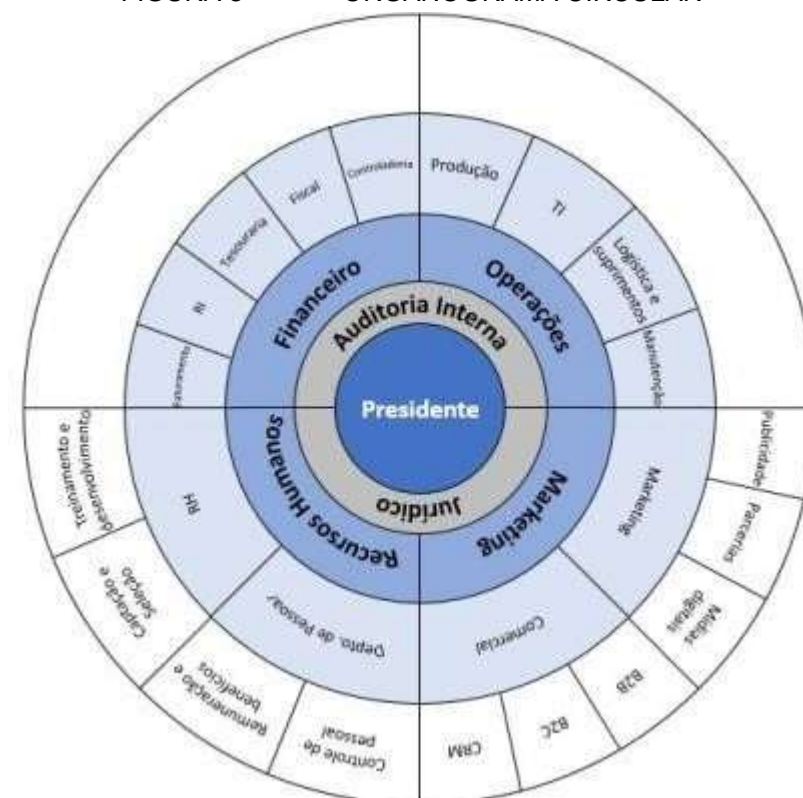 Controladoria
Produção
Fiscal
TI
Tesouraria
Logística e
suprimentos
RI
Manutenção
Faturamento
Financeiro
Operações
Auditoria Interna
Presidente
Jurídico
Recursos Humanos
Marketing
RH
Marketing
Depto. de Pessoal
Comercial
Treinamento e
desenvolvimento
Publicidade
Parcerias
Captação e
Seleção
Mídias
digitais
Remuneração e
benefícios
B2B
Controle de
pessoal
CRM
B2C